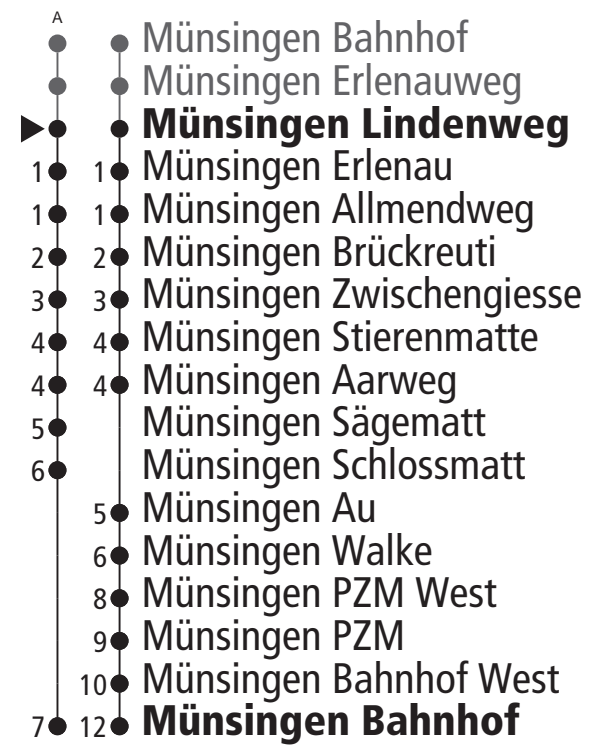 A
Münsingen Bahnhof
Münsingen Erlenauweg
Münsingen Lindenweg
1 1 Münsingen Erlenau
1 1 Münsingen Allmendweg
2 2 Münsingen Brückreuti
3 3 Münsingen Zwischengiesse
4 4 Münsingen Stierenmatte
4 4 Münsingen Aarweg
5 Münsingen Sägematt
6 Münsingen Schlossmatt
5 Münsingen Au
6 Münsingen Walke
8 Münsingen PZM West
9 Münsingen PZM
10 Münsingen Bahnhof West
7 12 Münsingen Bahnhof